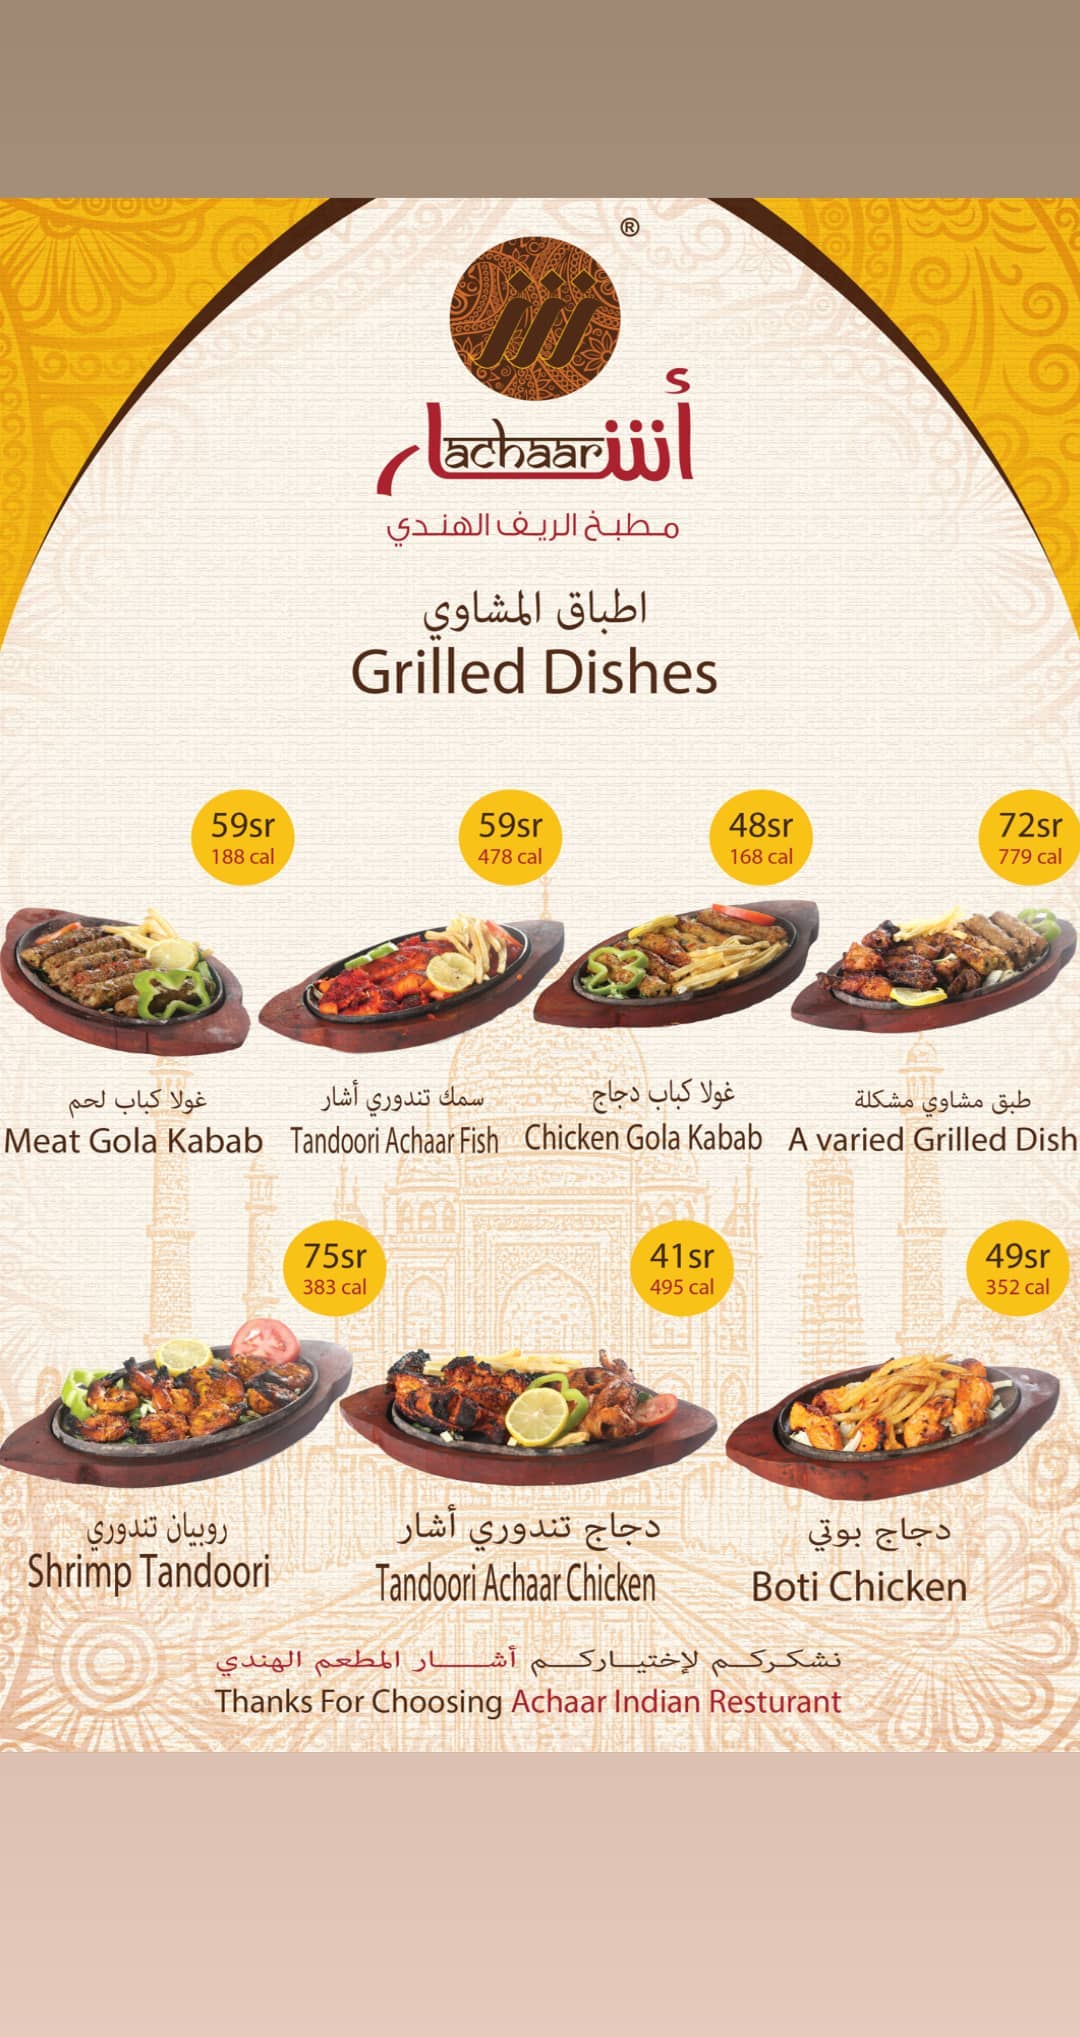 ®
أشار
achaar
مطبخ الريف الهندي
اطباق المشاوي
Grilled Dishes
59sr
188 cal
59sr
478 cal
48sr
168 cal
72sr
779 cal
غولا كباب لحم
Meat Gola Kabab
سمك تندوري أشار
Tandoori Achaar Fish
غولا كباب دجاج
Chicken Gola Kabab
طبق مشاوي مشكلة
A varied Grilled Dish
75sr
383 cal
41sr
495 cal
49sr
352 cal
روبيان تندوري
Shrimp Tandoori
دجاج تندوري أشار
Tandoori Achaar Chicken
دجاج بوتي
Boti Chicken
نشكركم لإختياركم أشار المطعم الهندي
Thanks For Choosing Achaar Indian Resturant